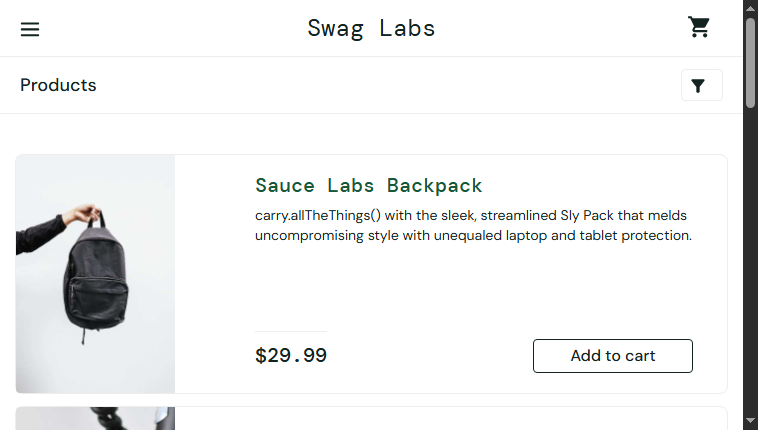 Swag Labs
Products
Sauce Labs Backpack
carry.allTheThings() with the sleek, streamlined Sly Pack that melds
uncompromising style with unequaled laptop and tablet protection.
$29.99
Add to cart